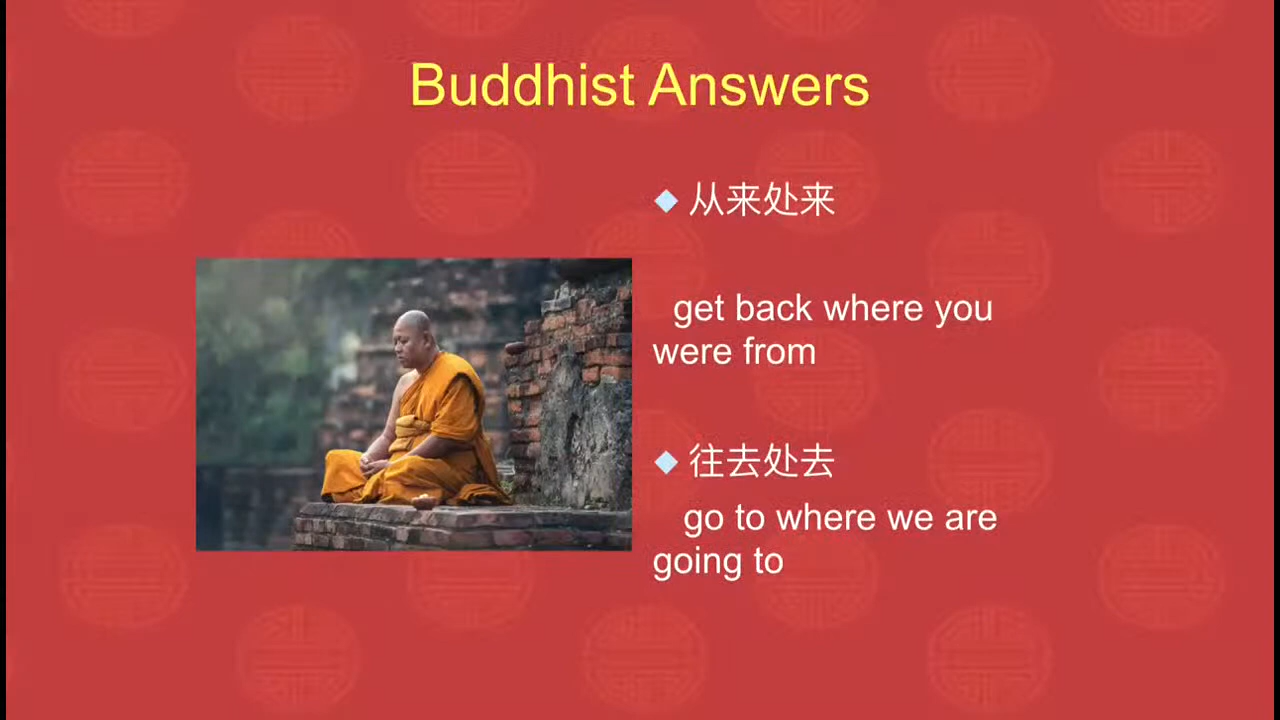 Buddhist Answers
从来处来
get back where you
were from
往去处去
go to where we are
going to